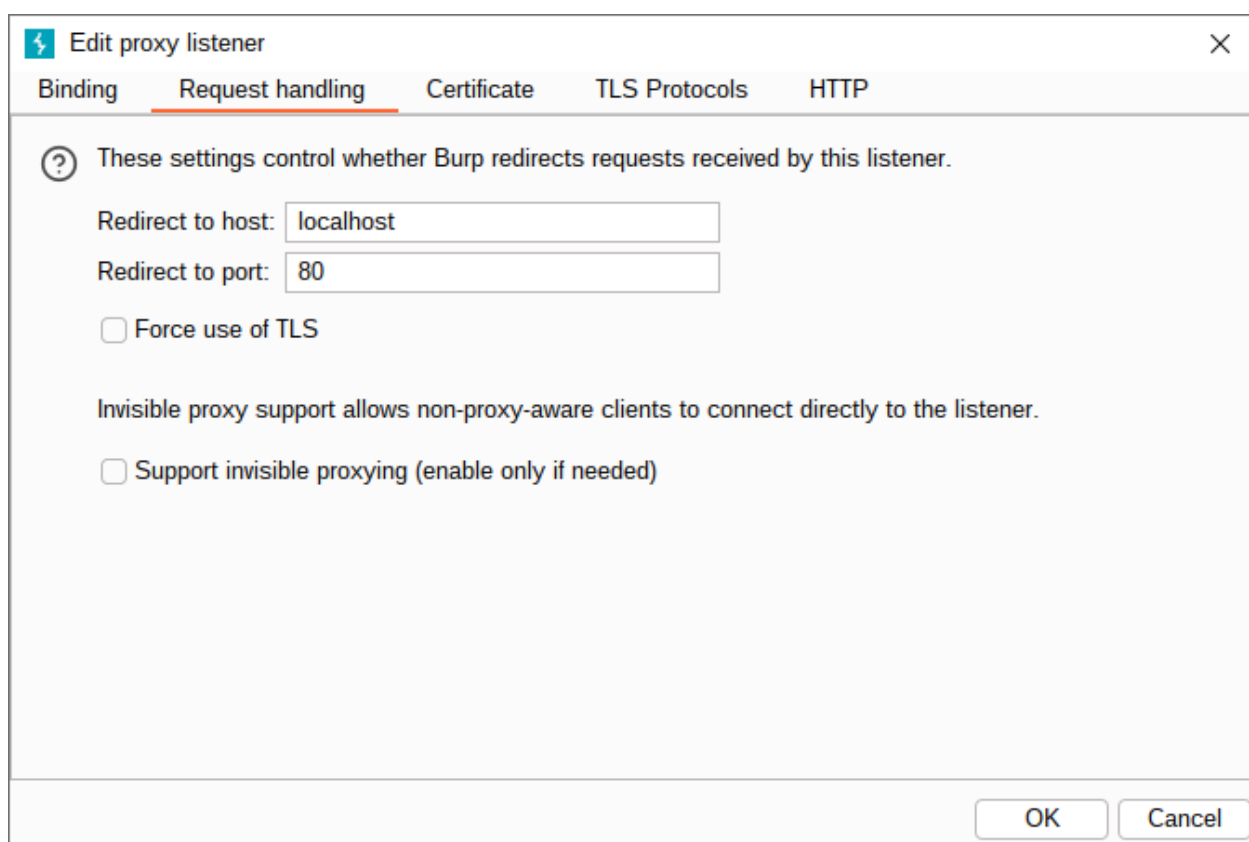 Edit proxy listener
Binding Request handling Certificate TLS Protocols HTTP
These settings control whether Burp redirects requests received by this listener.
Redirect to host: localhost
Redirect to port: 80
Force use of TLS
Invisible proxy support allows non-proxy-aware clients to connect directly to the listener.
Support invisible proxying (enable only if needed)
OK Cancel